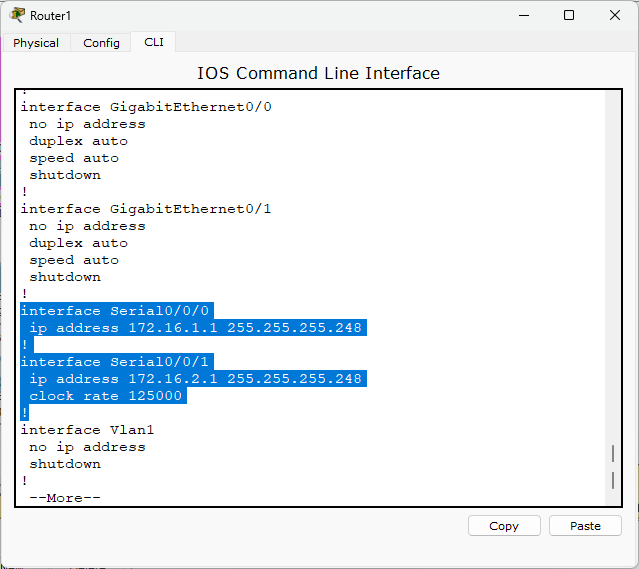 Router1
Physical Config CLI
IOS Command Line Interface
!
interface GigabitEthernet0/0
 no ip address
 duplex auto
 speed auto
 shutdown
!
interface GigabitEthernet0/1
 no ip address
 duplex auto
 speed auto
 shutdown
!
interface Serial0/0/0
 ip address 172.16.1.1 255.255.255.248
!
interface Serial0/0/1
 ip address 172.16.2.1 255.255.255.248
 clock rate 125000
!
interface Vlan1
 no ip address
 shutdown
!
 --More--
Copy Paste